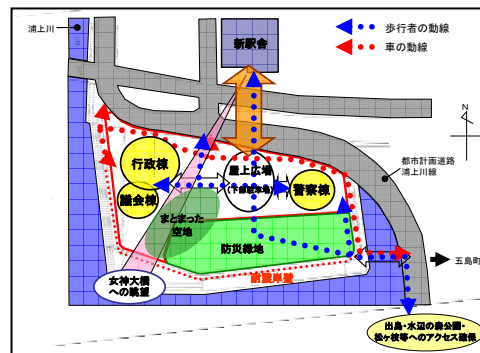 浦上川
新駅舎
歩行者の動線
車の動線
N
都市計画道路
浦上川線
行政棟
屋上広場
議会棟
警察棟
まとまった
空地
防災緑地
耐震岸壁
女神大橋
への眺望
五島町
出島・水辺の森公園・
松ヶ枝等へのアクセス確保